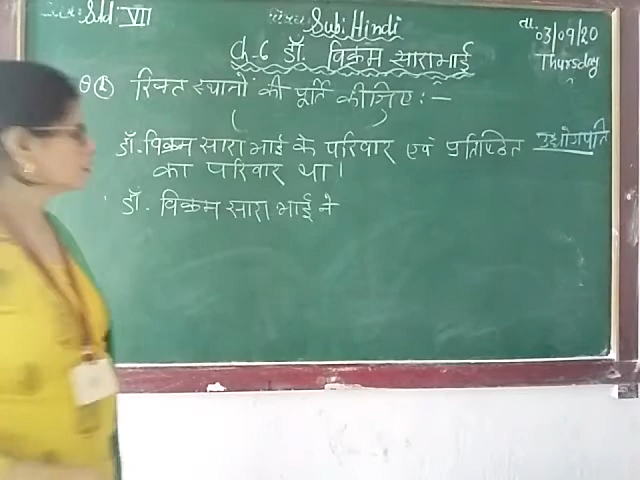 Std VII
विषय Sub: Hindi
ता. 03/09/20
Thursday
Ch-6 डॉ. विक्रम साराभाई
रिक्त स्थानों की पूर्ति कीजिए :-
( )
डॉ. विक्रम साराभाई के परिवार एवं प्रतिष्ठित उद्योगपति
का परिवार था।
डॉ. विक्रम साराभाई ने